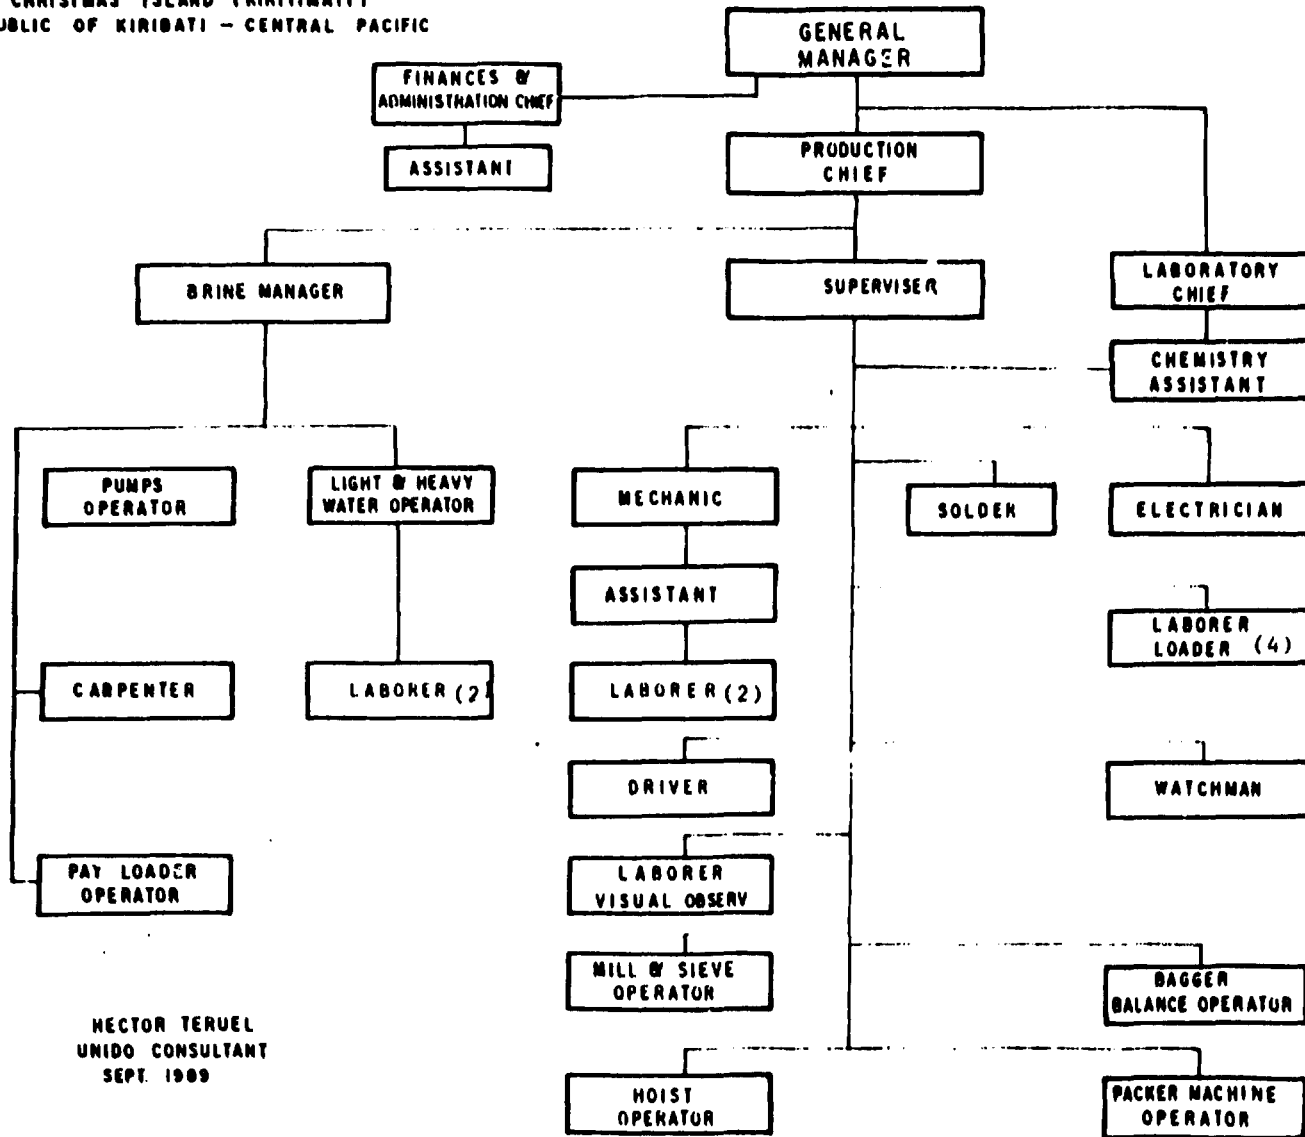 CHRISTMAS ISLAND (KIRITIMATI)
PUBLIC OF KIRIBATI – CENTRAL PACIFIC
GENERAL
MANAGER
FINANCES &
ADMINISTRATION CHIEF
ASSISTANT
PRODUCTION
CHIEF
BRINE MANAGER
SUPERVISER
LABORATORY
CHIEF
CHEMISTRY
ASSISTANT
PUMPS
OPERATOR
LIGHT & HEAVY
WATER OPERATOR
MECHANIC
SOLDER
ELECTRICIAN
ASSISTANT
LABORER
LOADER (4)
CARPENTER
LABORER (2)
LABORER (2)
DRIVER
WATCHMAN
PAY LOADER
OPERATOR
LABORER
VISUAL OBSERV
MILL & SIEVE
OPERATOR
BAGGER
BALANCE OPERATOR
HECTOR TERUEL
UNIDO CONSULTANT
SEPT. 1989
HOIST
OPERATOR
PACKER MACHINE
OPERATOR